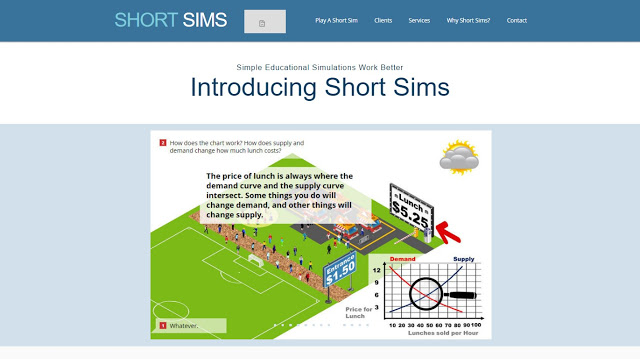 SHORT SIMS
Play A Short Sim
Clients
Services
Why Short Sims?
Contact
Simple Educational Simulations Work Better
Introducing Short Sims
2 How does the chart work? How does supply and
demand change how much lunch costs?
The price of lunch is always where the
demand curve and the supply curve
intersect. Some things you do will
change demand, and other things will
change supply.
Lunch
$5.25
Entrance
$1.50
Demand
Supply
12
9
6
3
Price for
Lunch
10 20 30 40 50 60 70 80 90 100
Lunches sold per Hour
1 Whatever.